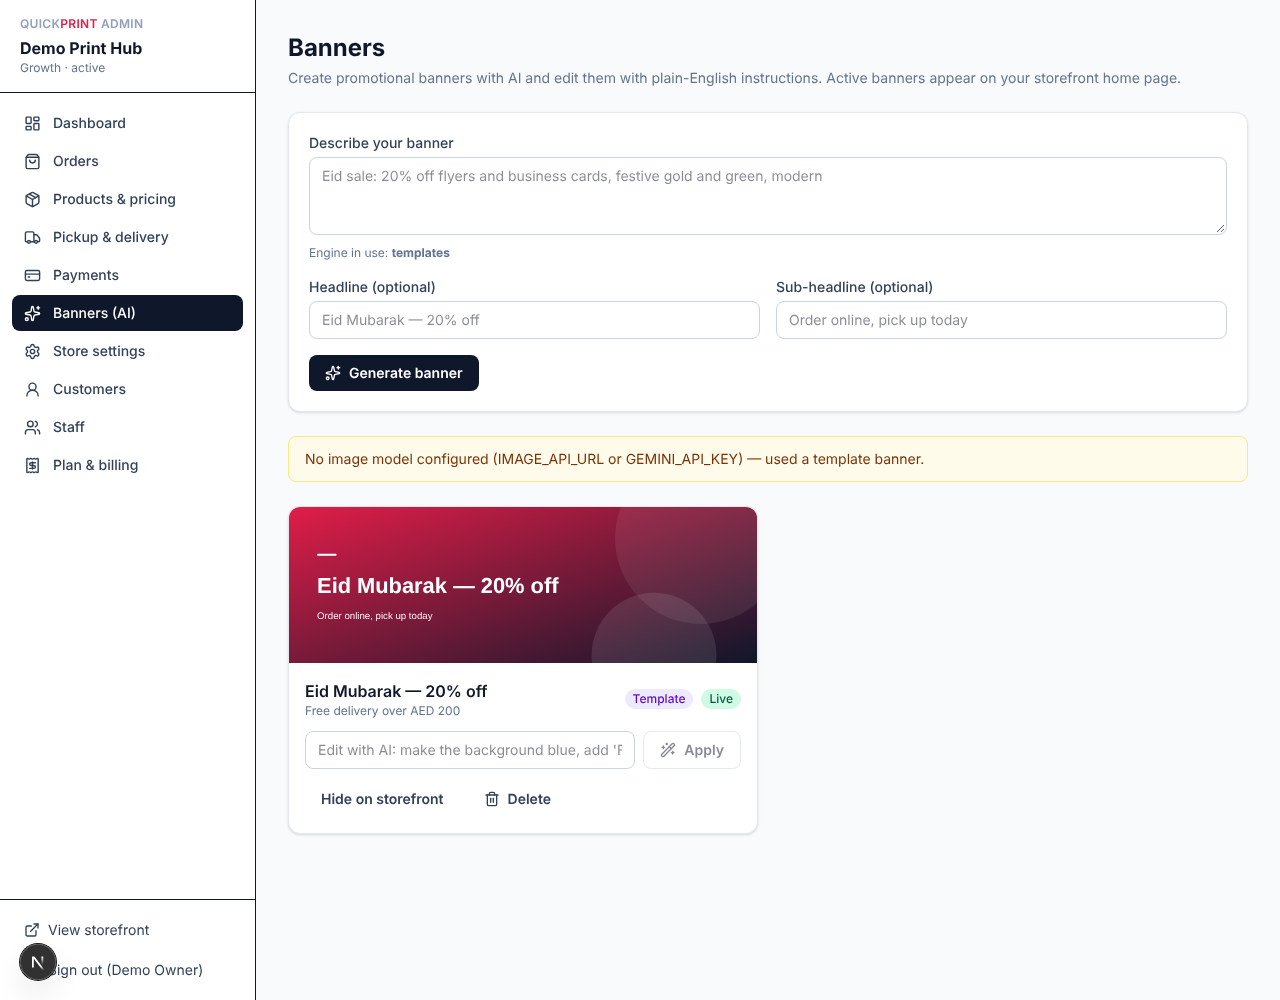 QUICKPRINT ADMIN
Demo Print Hub
Growth · active
Dashboard
Orders
Products & pricing
Pickup & delivery
Payments
Banners (AI)
Store settings
Customers
Staff
Plan & billing
View storefront
Sign out (Demo Owner)
N
Banners
Create promotional banners with AI and edit them with plain-English instructions. Active banners appear on your storefront home page.
Describe your banner
Eid sale: 20% off flyers and business cards, festive gold and green, modern
Engine in use: templates
Headline (optional)
Sub-headline (optional)
Eid Mubarak — 20% off
Order online, pick up today
Generate banner
No image model configured (IMAGE_API_URL or GEMINI_API_KEY) — used a template banner.
—
Eid Mubarak — 20% off
Order online, pick up today
Eid Mubarak — 20% off
Free delivery over AED 200
Template
Live
Edit with AI: make the background blue, add 'F
Apply
Hide on storefront
Delete